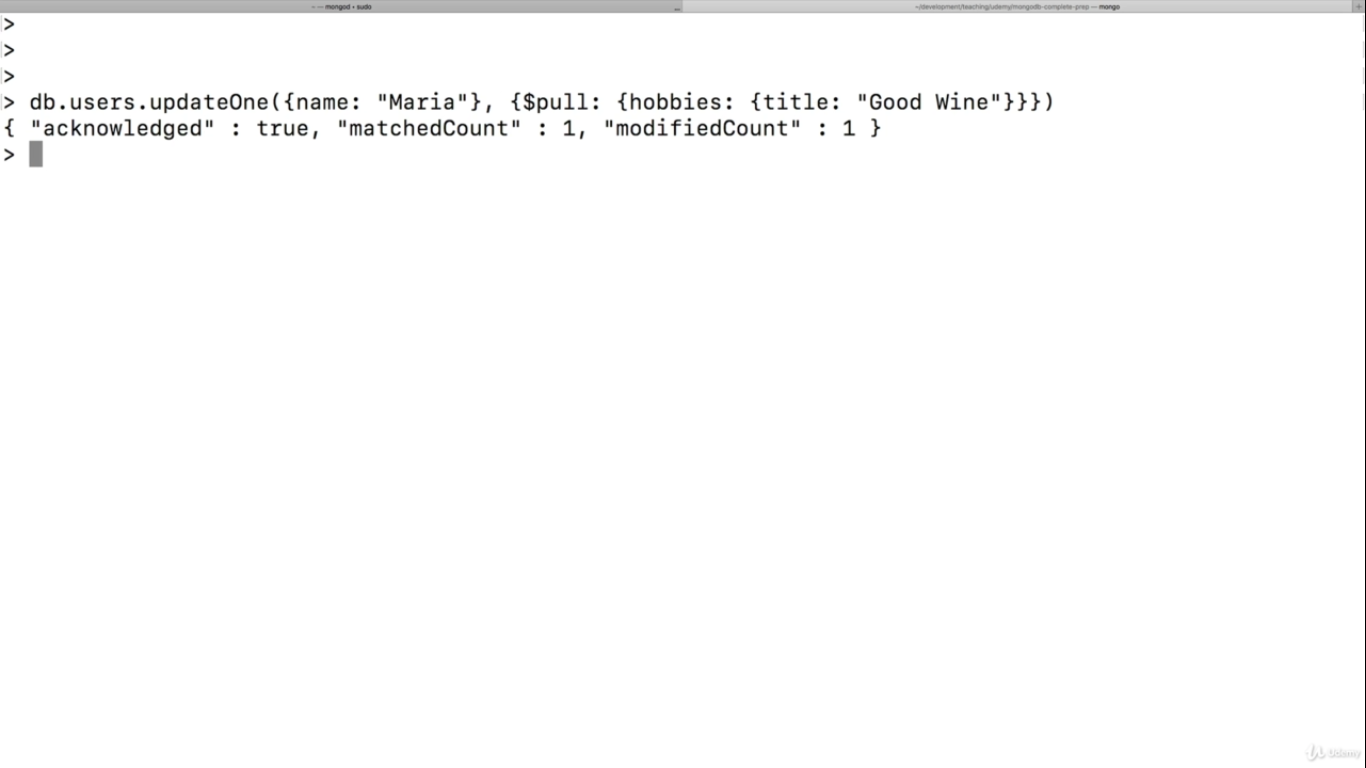 ~ — mongod • sudo
~/development/teaching/udemy/mongodb-complete-prep — mongo
>
>
>
> db.users.updateOne({name: "Maria"}, {$pull: {hobbies: {title: "Good Wine"}}})
{ "acknowledged" : true, "matchedCount" : 1, "modifiedCount" : 1 }
>
Udemy